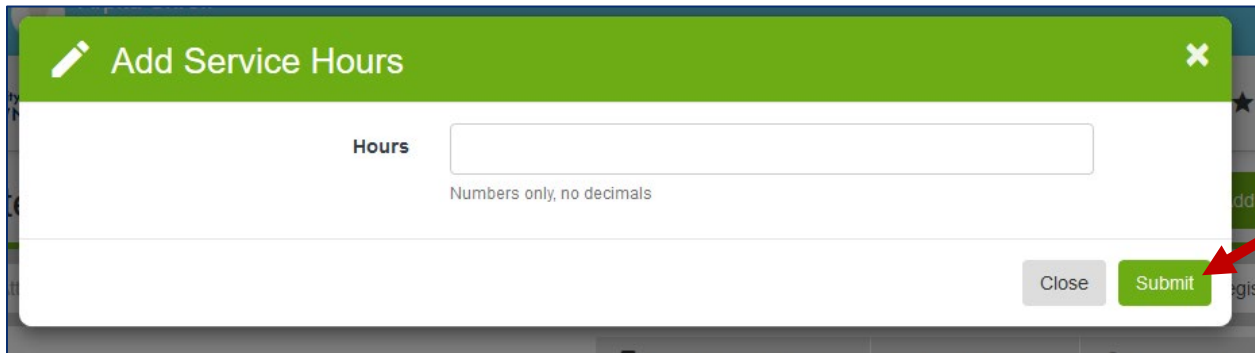 Add Service Hours
Hours
Numbers only, no decimals
Close
Submit